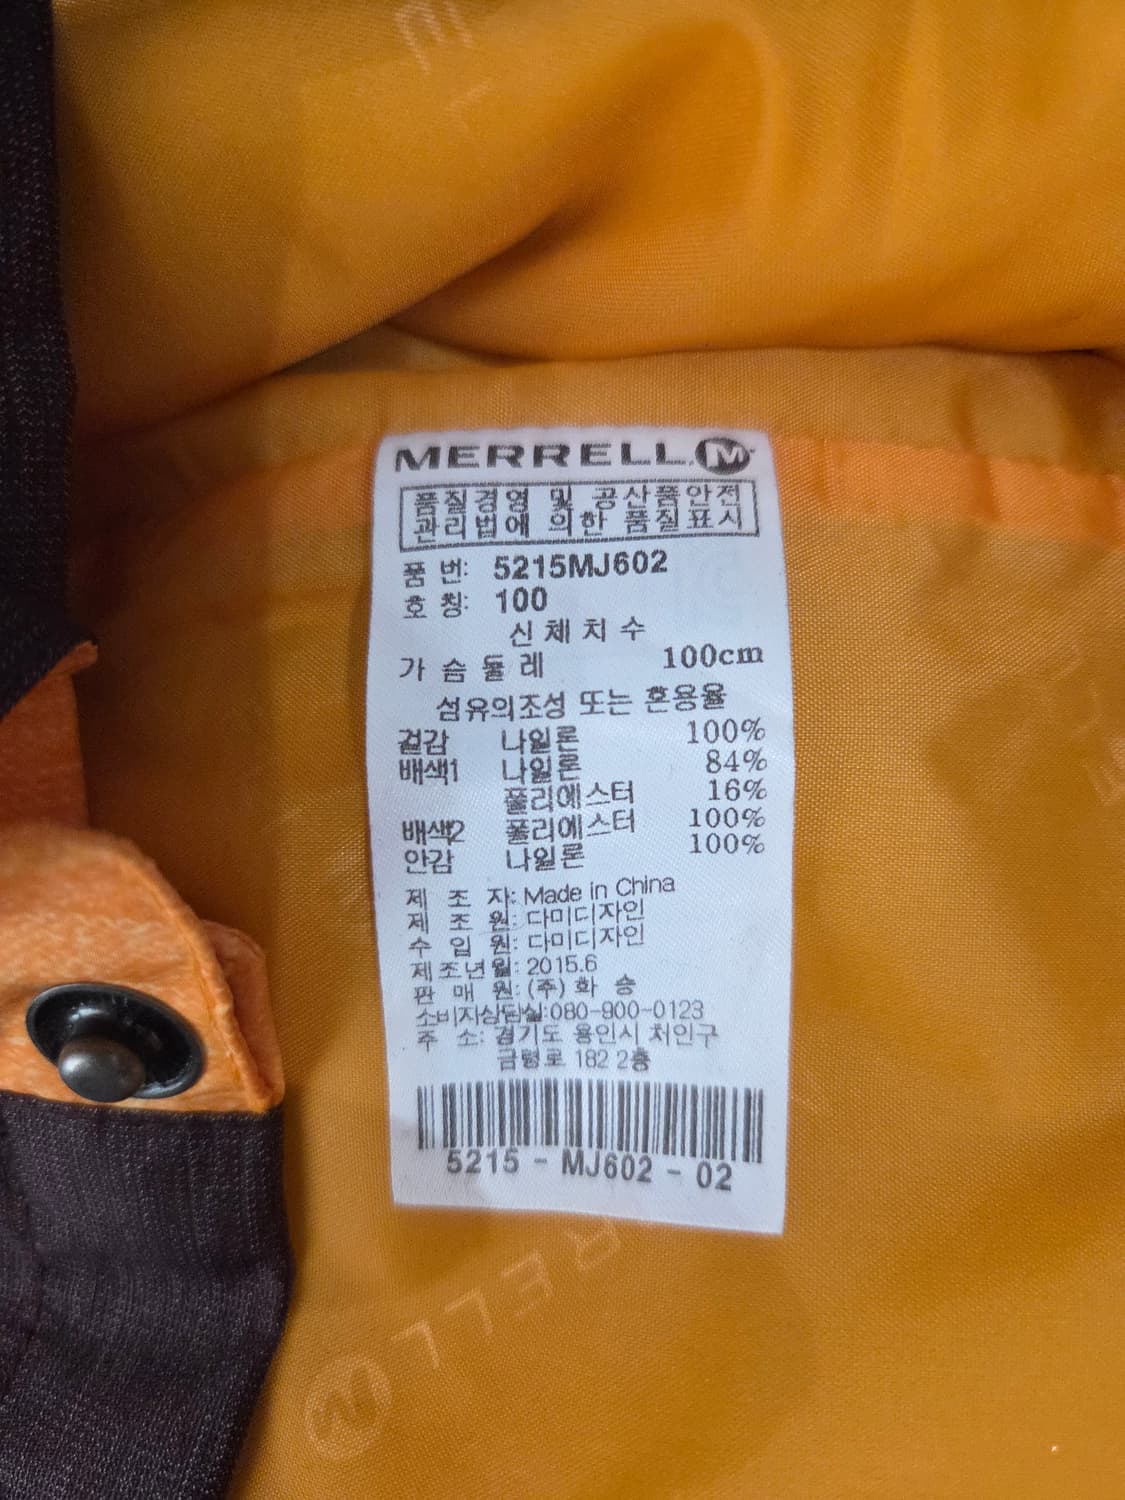 MERRELL M
품질경영 및 공산품안전
관리법에 의한 품질표시
품 번: 5215MJ602
호 칭: 100
신체치수
가슴둘레 100cm
섬유의조성 또는 혼용율
겉감 나일론 100%
배색1 나일론 84%
폴리에스터 16%
배색2 폴리에스터 100%
안감 나일론 100%
제 조 자: Made in China
제 조 원: 다미디자인
수 입 원: 다미디자인
제조년월: 2015.6
판 매 원: (주) 화 승
소비자상담실:080-900-0123
주 소: 경기도 용인시 처인구
금령로 182 2층
5215 - MJ602 - 02
RELL M